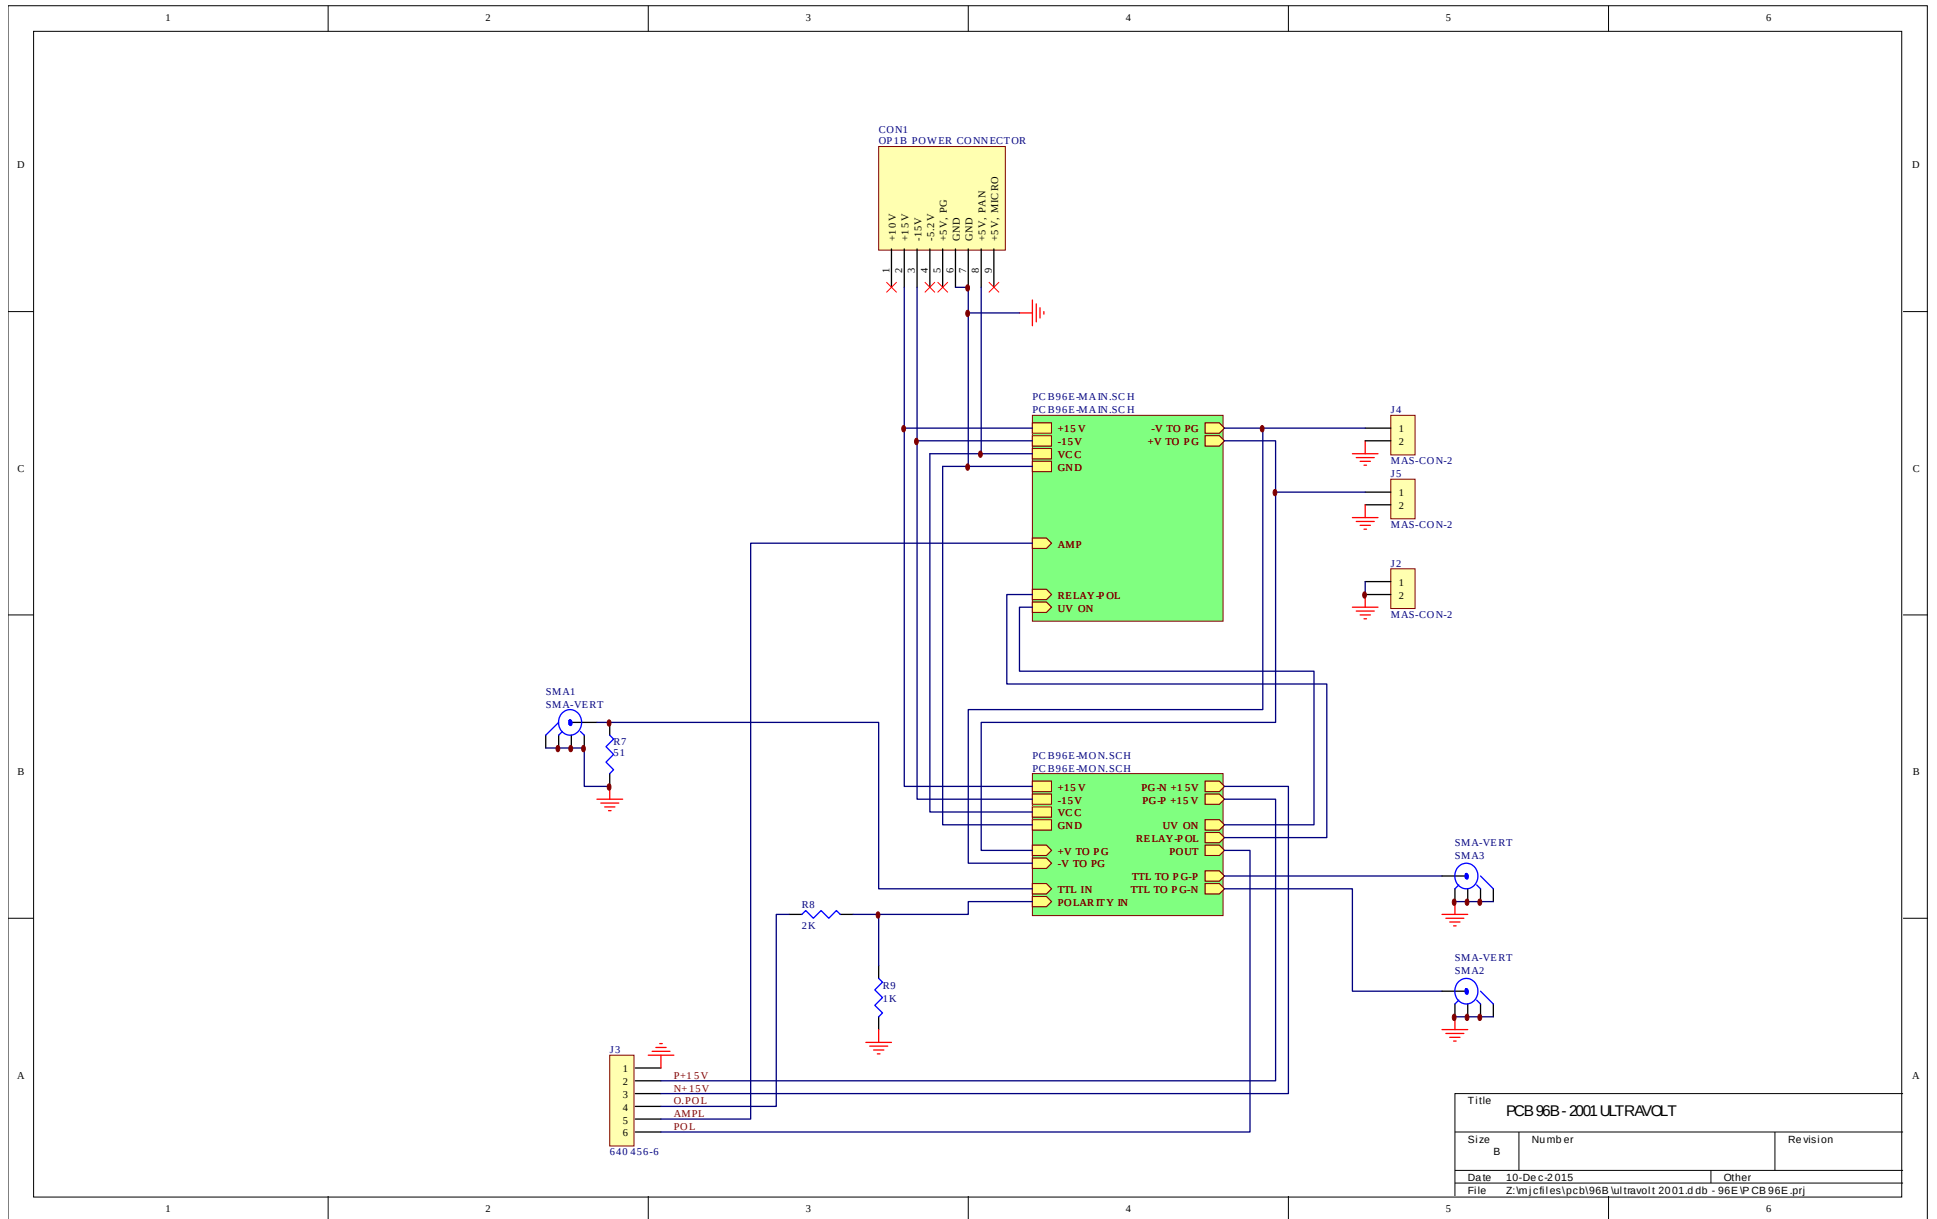 1 2 3 4 5 6
D D
C C
B B
A A
CON1
OP1B POWER CONNECTOR
+10V
+15V
-15V
-5.2V
+5V, PG
GND
GND
+5V, PAN
+5V, MICRO
1 2 3 4 5 6 7 8 9
PCB96E-MAIN.SCH
PCB96E-MAIN.SCH
+15V -V TO PG
-15V +V TO PG
VCC
GND
AMP
RELAY-POL
UV ON
J4
1
2
MAS-CON-2
J5
1
2
MAS-CON-2
J2
1
2
MAS-CON-2
SMA1
SMA-VERT
R7
51
PCB96E-MON.SCH
PCB96E-MON.SCH
+15V PG-N +15V
-15V PG-P +15V
VCC
GND UV ON
RELAY-POL
+V TO PG POUT
-V TO PG
TTL TO PG-P
TTL IN TTL TO PG-N
POLARITY IN
SMA-VERT
SMA3
SMA-VERT
SMA2
R8
2K
R9
1K
J3
1
2 P+15V
3 N+15V
4 O.POL
5 AMPL
6 POL
640456-6
Title
PCB 96B - 2001 ULTRAVOLT
Size Number Revision
B
Date 10-Dec-2015 Other
File Z:\mjcfiles\pcb\96B\ultravolt 2001.ddb - 96E\PCB96E.prj
1 2 3 4 5 6